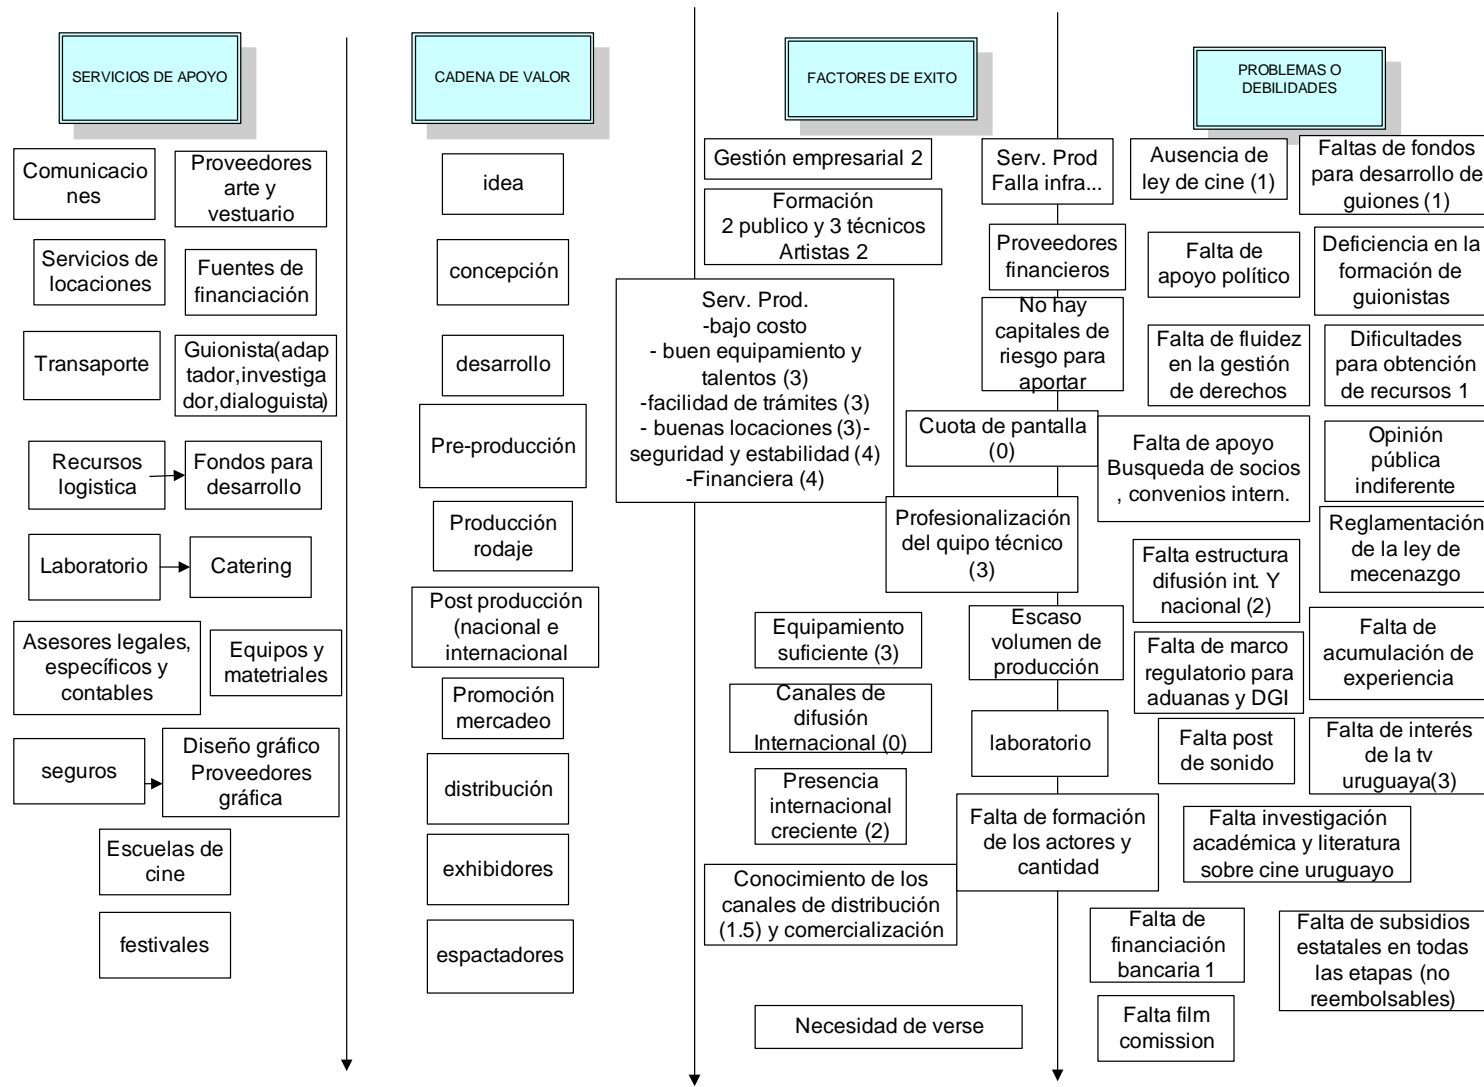 SERVICIOS DE APOYO
Comunicacio
nes
Proveedores
arte y
vestuario
Servicios de
locaciones
Fuentes de
financiación
Transaporte
Guionista(adap
tador,investiga
dor,dialoguista)
Recursos
logistica
Fondos para
desarrollo
Laboratorio
Catering
Asesores legales,
específicos y
contables
Equipos y
matetriales
seguros
Diseño gráfico
Proveedores
gráfica
Escuelas de
cine
festivales
CADENA DE VALOR
idea
concepción
desarrollo
Pre-producción
Producción
rodaje
Post producción
(nacional e
internacional
Promoción
mercadeo
distribución
exhibidores
espactadores
FACTORES DE EXITO
Gestión empresarial 2
Formación
2 publico y 3 técnicos
Artistas 2
Serv. Prod.
-bajo costo
- buen equipamiento y
talentos (3)
-facilidad de trámites (3)
- buenas locaciones (3)-
seguridad y estabilidad (4)
-Financiera (4)
Cuota de pantalla
(0)
Profesionalización
del quipo técnico
(3)
Equipamiento
suficiente (3)
Canales de
difusión
Internacional (0)
Presencia
internacional
creciente (2)
Conocimiento de los
canales de distribución
(1.5) y comercialización
Necesidad de verse
PROBLEMAS O
DEBILIDADES
Serv. Prod
Falla infra...
Ausencia de
ley de cine (1)
Faltas de fondos
para desarrollo de
guiones (1)
Proveedores
financieros
Falta de
apoyo político
Deficiencia en la
formación de
guionistas
No hay
capitales de
riesgo para
aportar
Falta de fluidez
en la gestión
de derechos
Dificultades
para obtención
de recursos 1
Falta de apoyo
Busqueda de socios
, convenios intern.
Opinión
pública
indiferente
Reglamentación
de la ley de
mecenazgo
Falta estructura
difusión int. Y
nacional (2)
Escaso
volumen de
producción
Falta de marco
regulatorio para
aduanas y DGI
Falta de
acumulación de
experiencia
laboratorio
Falta post
de sonido
Falta de interés
de la tv
uruguaya(3)
Falta de formación
de los actores y
cantidad
Falta investigación
académica y literatura
sobre cine uruguayo
Falta de
financiación
bancaria 1
Falta de subsidios
estatales en todas
las etapas (no
reembolsables)
Falta film
comission